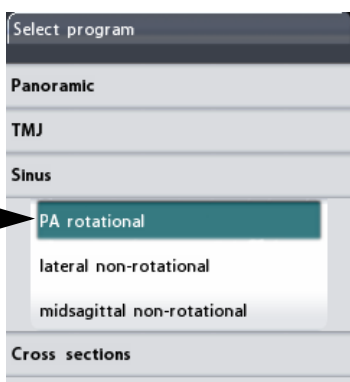 Select program
Panoramic
TMJ
Sinus
PA rotational
lateral non-rotational
midsagittal non-rotational
Cross sections